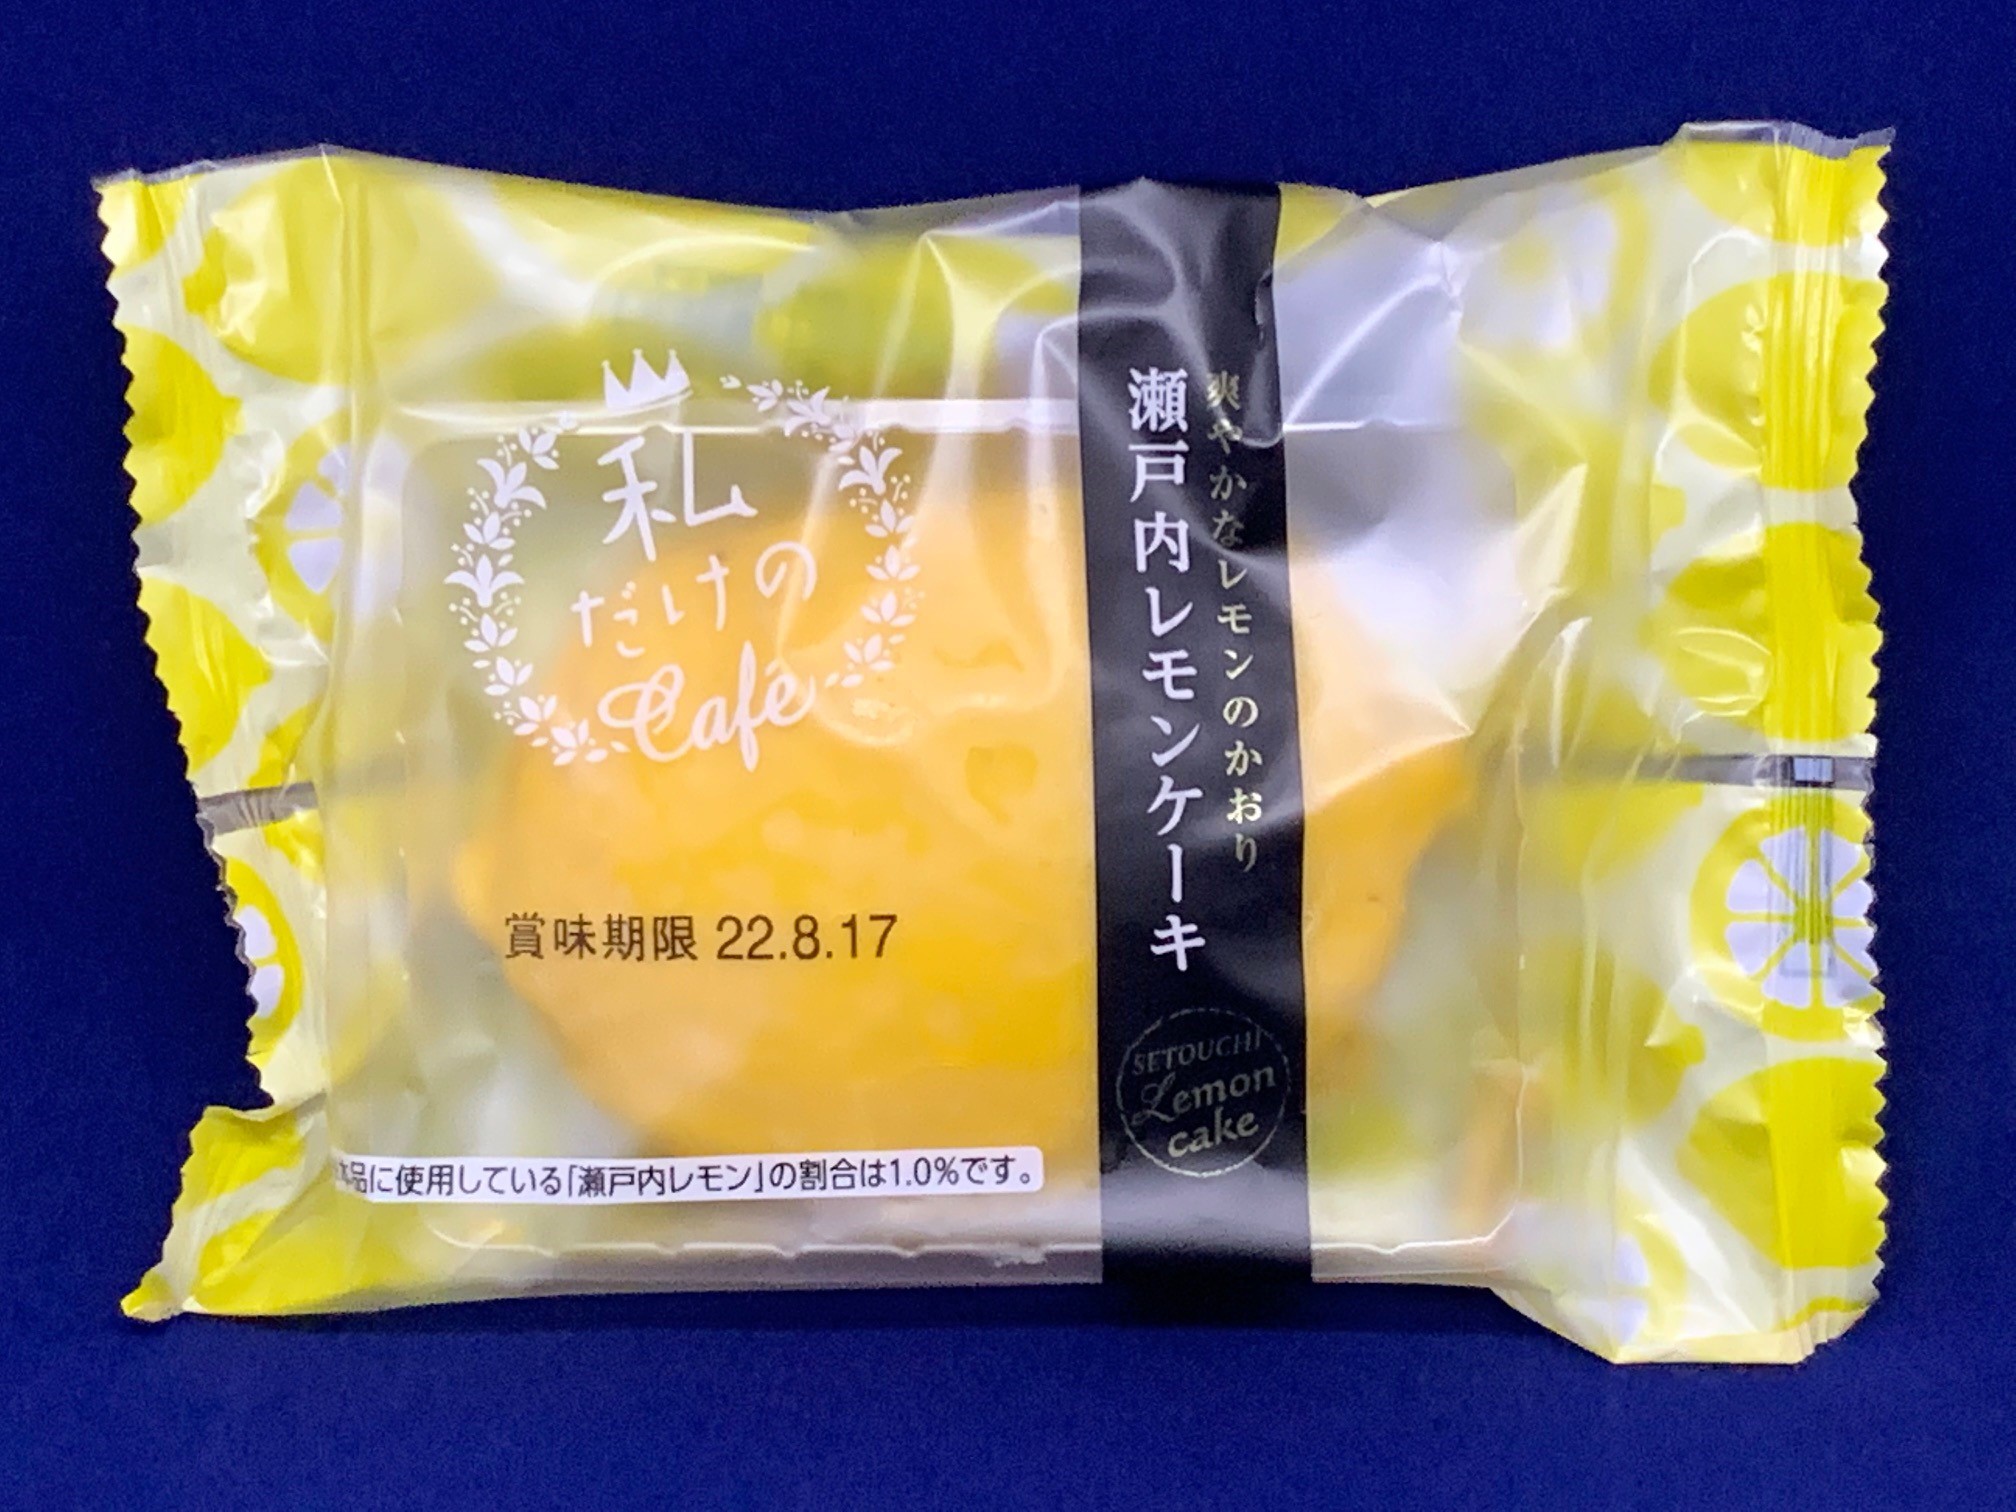 私
だけの
Café
賞味期限 22.8.17
本品に使用している「瀬戸内レモン」の割合は1.0%です。
爽やかなレモンのかおり
瀬戸内レモンケーキ
SETOUCHI
Lemon
cake